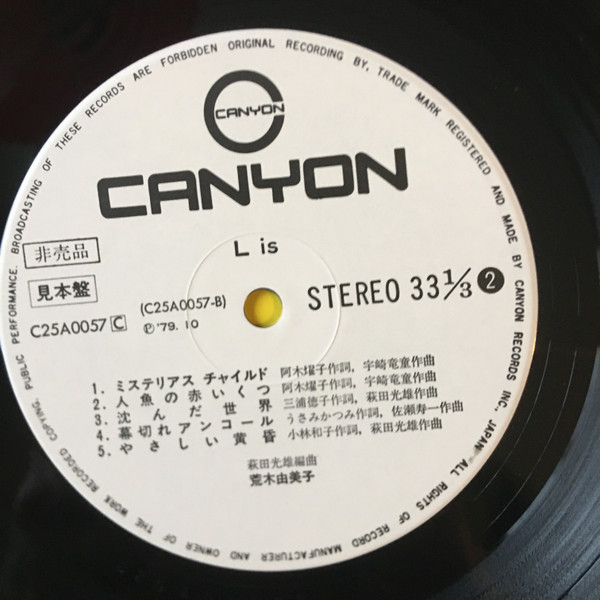 BROADCASTING OF THESE RECORDS ARE FORBIDDEN ORIGINAL RECORDING BY, TRADE MARK REGISTERED AND MADE BY CANYON RECORDS INC, JAPAN ALL RIGHTS OF RECORD MANUFACTURER AND OWNER OF THE WORK RECORDED COPYING, PUBLIC PERFORMANCE,
CANYON
CANYON
非売品
見本盤
L is
C25A0057 C
(C25A0057-B)
Ⓟ'79.10
STEREO 33⅓ 2
1. ミステリアス チャイルド 阿木燿子作詞, 宇崎竜童作曲
2. 人魚の赤いくつ 阿木燿子作詞, 宇崎竜童作曲
3. 沈んだ世界 三浦徳子作詞, 萩田光雄作曲
4. 幕切れアンコール うさみかつみ作詞, 佐瀬寿一作曲
5. やさしい黄昏 小林和子作詞, 萩田光雄作曲
萩田光雄編曲
荒木由美子